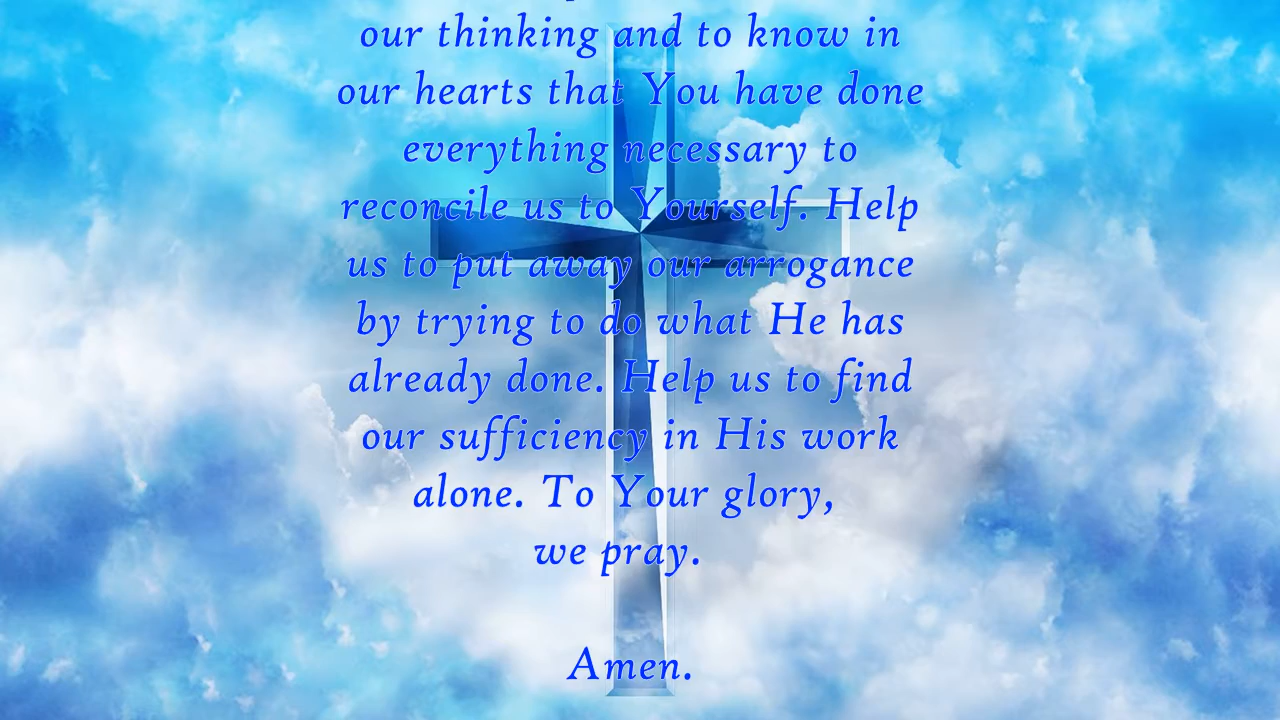 our thinking and to know in
our hearts that You have done
everything necessary to
reconcile us to Yourself. Help
us to put away our arrogance
by trying to do what He has
already done. Help us to find
our sufficiency in His work
alone. To Your glory,
we pray.
Amen.